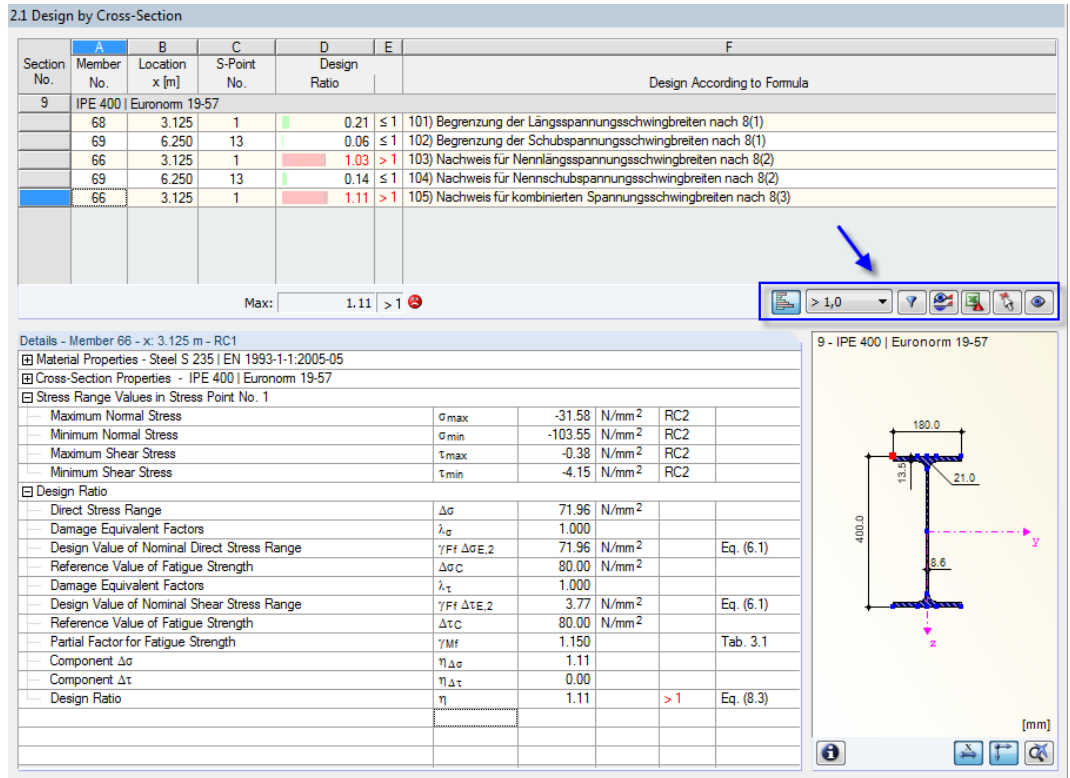 2.1 Design by Cross-Section
A B C D E F
Section Member Location S-Point Design
No. No. x [m] No. Ratio Design According to Formula
9 IPE 400 | Euronorm 19-57
68 3.125 1 0.21 ≤ 1 101) Begrenzung der Längsspannungsschwingbreiten nach 8(1)
69 6.250 13 0.06 ≤ 1 102) Begrenzung der Schubspannungsschwingbreiten nach 8(1)
66 3.125 1 1.03 > 1 103) Nachweis für Nennlängsspannungsschwingbreiten nach 8(2)
69 6.250 13 0.14 ≤ 1 104) Nachweis für Nennschubspannungsschwingbreiten nach 8(2)
66 3.125 1 1.11 > 1 105) Nachweis für kombinierten Spannungsschwingbreiten nach 8(3)
Max: 1.11 > 1
> 1,0
Details - Member 66 - x: 3.125 m - RC1
Material Properties - Steel S 235 | EN 1993-1-1:2005-05
Cross-Section Properties - IPE 400 | Euronorm 19-57
Stress Range Values in Stress Point No. 1
Maximum Normal Stress σmax -31.58 N/mm² RC2
Minimum Normal Stress σmin -103.55 N/mm² RC2
Maximum Shear Stress τmax -0.38 N/mm² RC2
Minimum Shear Stress τmin -4.15 N/mm² RC2
Design Ratio
Direct Stress Range Δσ 71.96 N/mm²
Damage Equivalent Factors λσ 1.000
Design Value of Nominal Direct Stress Range γFf ΔσE,2 71.96 N/mm² Eq. (6.1)
Reference Value of Fatigue Strength ΔσC 80.00 N/mm²
Damage Equivalent Factors λτ 1.000
Design Value of Nominal Shear Stress Range γFf ΔτE,2 3.77 N/mm² Eq. (6.1)
Reference Value of Fatigue Strength ΔτC 80.00 N/mm²
Partial Factor for Fatigue Strength γMf 1.150 Tab. 3.1
Component Δσ ηΔσ 1.11
Component Δτ ηΔτ 0.00
Design Ratio η 1.11 > 1 Eq. (8.3)
9 - IPE 400 | Euronorm 19-57
180.0
13.5
21.0
400.0
y
8.6
z
[mm]